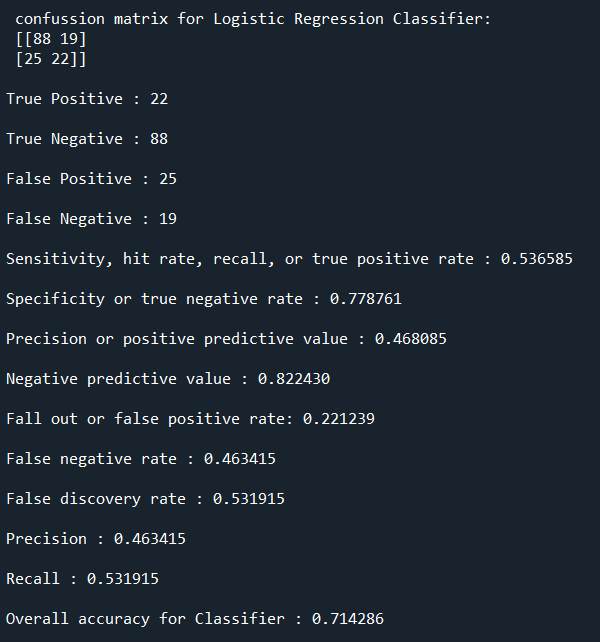 confussion matrix for Logistic Regression Classifier:
[[88 19]
[25 22]]
True Positive : 22
True Negative : 88
False Positive : 25
False Negative : 19
Sensitivity, hit rate, recall, or true positive rate : 0.536585
Specificity or true negative rate : 0.778761
Precision or positive predictive value : 0.468085
Negative predictive value : 0.822430
Fall out or false positive rate: 0.221239
False negative rate : 0.463415
False discovery rate : 0.531915
Precision : 0.463415
Recall : 0.531915
Overall accuracy for Classifier : 0.714286